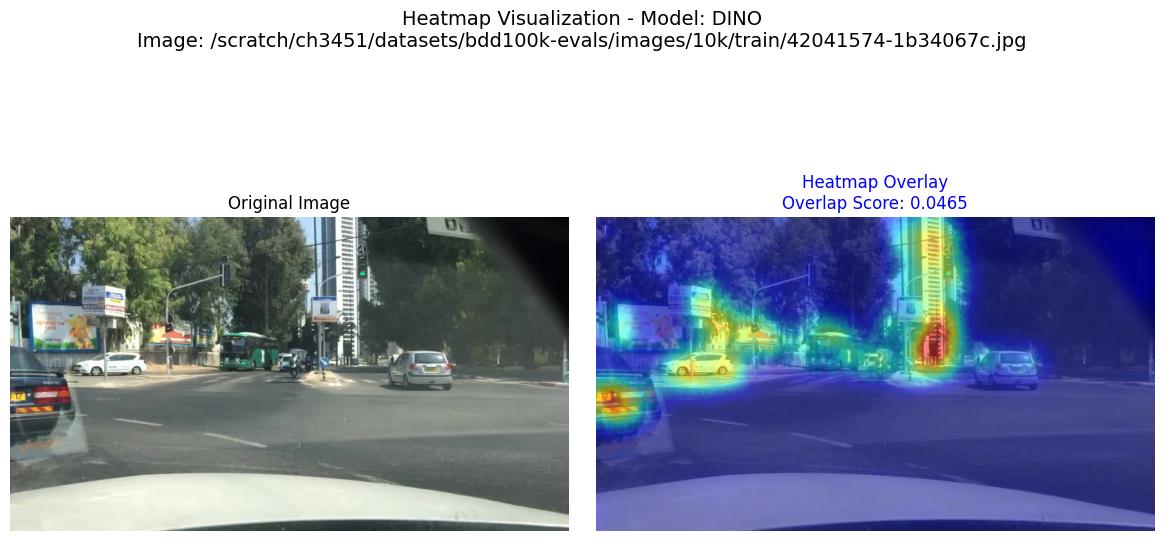 Heatmap Visualization - Model: DINO
Image: /scratch/ch3451/datasets/bdd100k-evals/images/10k/train/42041574-1b34067c.jpg
Original Image
Heatmap Overlay
Overlap Score: 0.0465